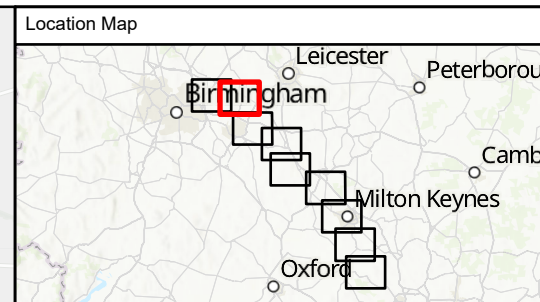 Location Map
Leicester
Peterborou
Birmingham
Camb
Milton Keynes
Oxford